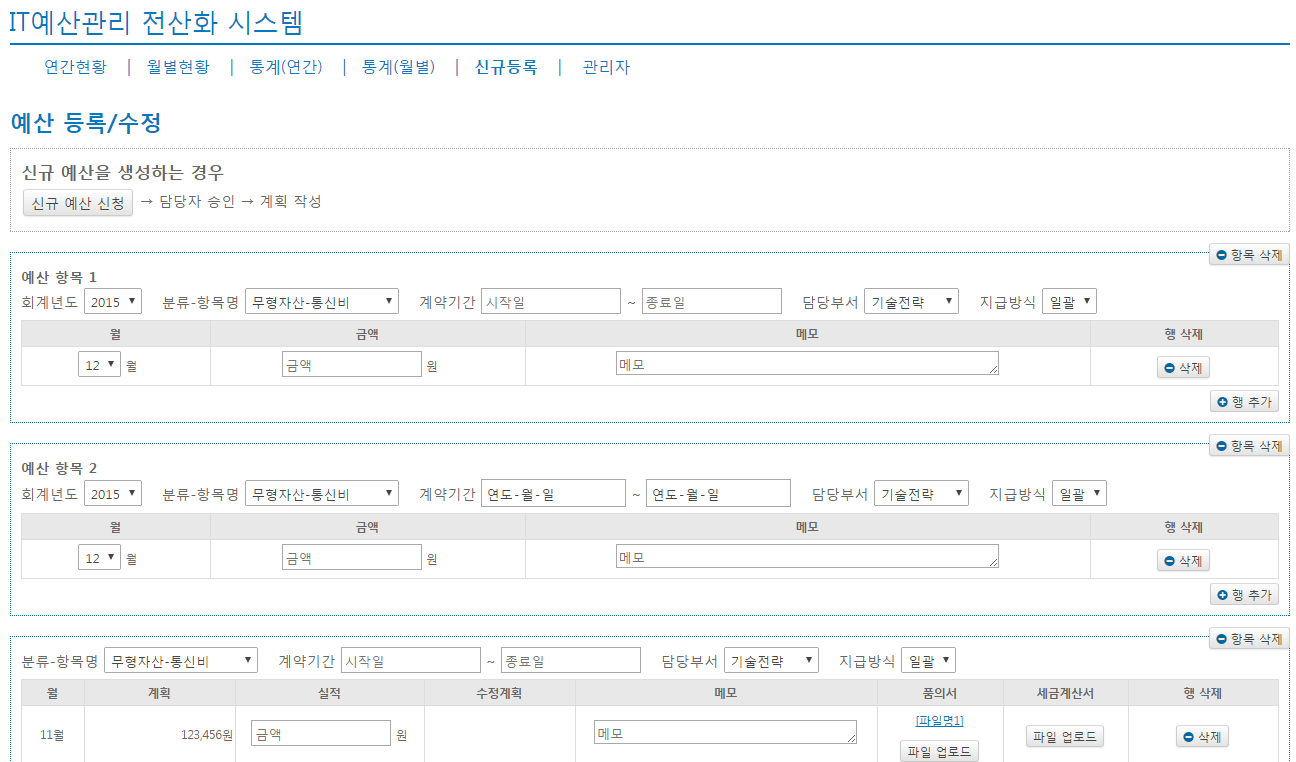 IT예산관리 전산화 시스템
연간현황 | 월별현황 | 통계(연간) | 통계(월별) | 신규등록 | 관리자
예산 등록/수정
신규 예산을 생성하는 경우
신규 예산 신청 → 담당자 승인 → 계획 작성
항목 삭제
예산 항목 1
회계년도 2015 분류-항목명 무형자산-통신비 계약기간 시작일 ~ 종료일 담당부서 기술전략 지급방식 일괄
월 금액 메모 행 삭제
12 월 금액 원 메모 삭제
행 추가
항목 삭제
예산 항목 2
회계년도 2015 분류-항목명 무형자산-통신비 계약기간 연도-월-일 ~ 연도-월-일 담당부서 기술전략 지급방식 일괄
월 금액 메모 행 삭제
12 월 금액 원 메모 삭제
행 추가
항목 삭제
분류-항목명 무형자산-통신비 계약기간 시작일 ~ 종료일 담당부서 기술전략 지급방식 일괄
월 계획 실적 수정계획 메모 품의서 세금계산서 행 삭제
[파일명1]
11월 123,456원 금액 원 메모 파일 업로드 삭제
파일 업로드